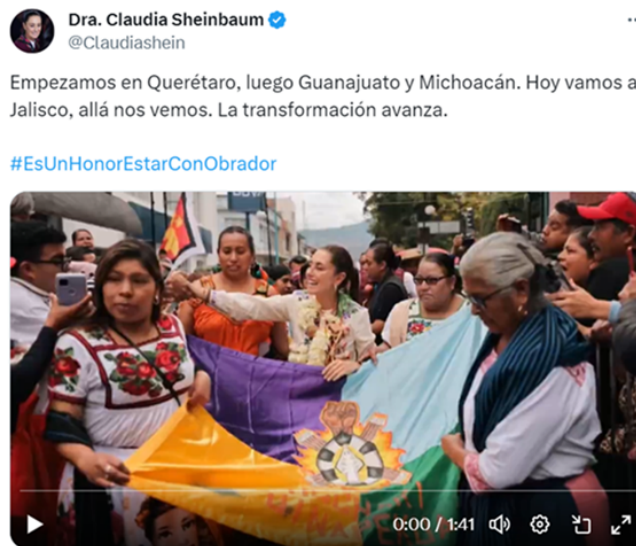 Dra. Claudia Sheinbaum
@Claudiashein
Empezamos en Querétaro, luego Guanajuato y Michoacán. Hoy vamos a
Jalisco, allá nos vemos. La transformación avanza.
#EsUnHonorEstarConObrador
0:00 / 1:41